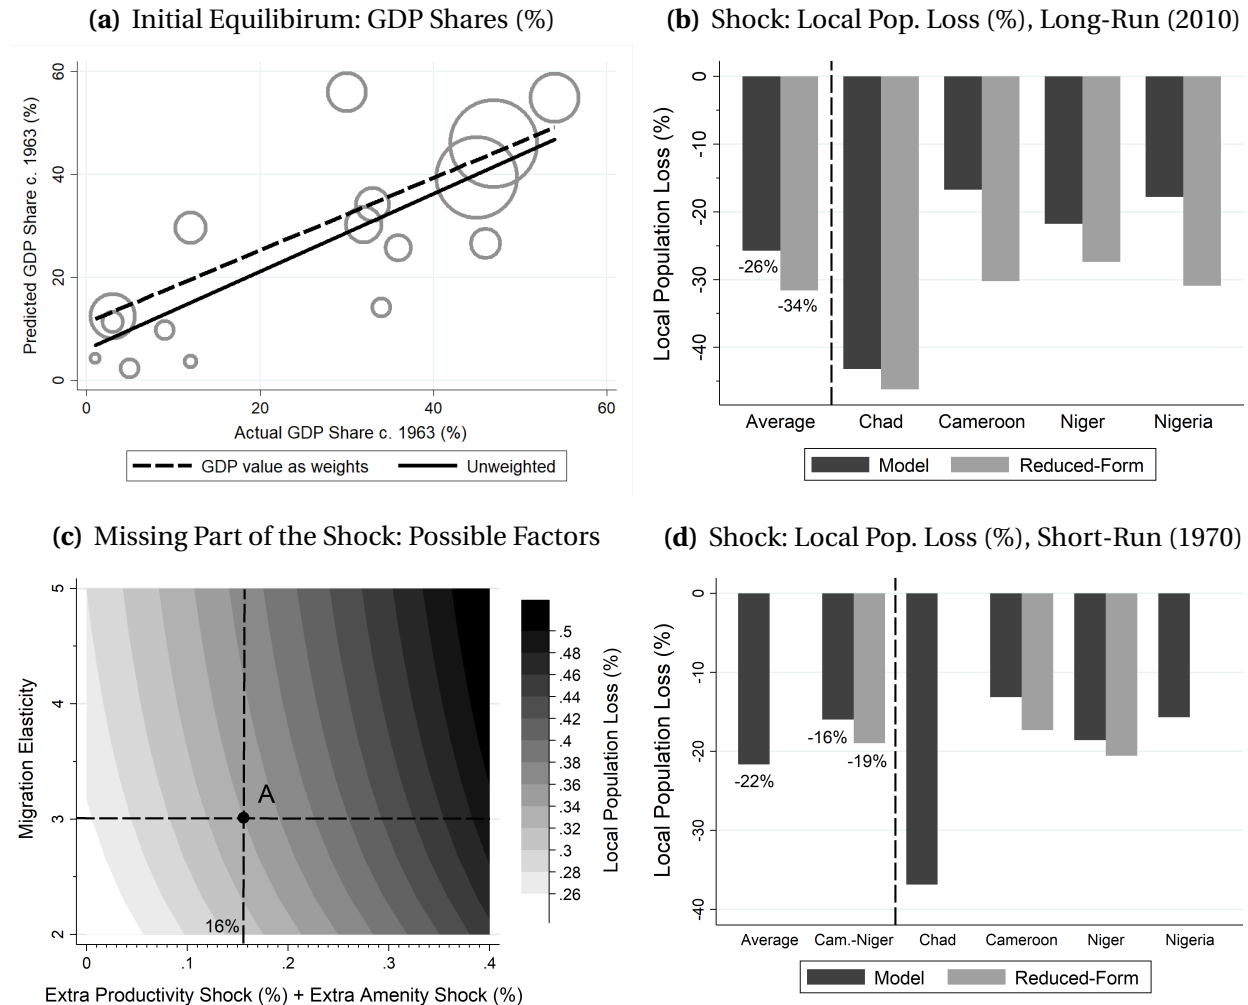 (a) Initial Equilibirum: GDP Shares (%)
Predicted GDP Share c. 1963 (%)
60
40
20
0
0 20 40 60
Actual GDP Share c. 1963 (%)
GDP value as weights Unweighted
(b) Shock: Local Pop. Loss (%), Long-Run (2010)
Local Population Loss (%)
0
-10
-20
-30
-40
-26%
-34%
Average Chad Cameroon Niger Nigeria
Model Reduced-Form
(c) Missing Part of the Shock: Possible Factors
Migration Elasticity
5
4
3
2
A
16%
0 .1 .2 .3 .4
Extra Productivity Shock (%) + Extra Amenity Shock (%)
.5
.48
.46
.44
.42
.4
.38
.36
.34
.32
.3
.28
.26
Local Population Loss (%)
(d) Shock: Local Pop. Loss (%), Short-Run (1970)
Local Population Loss (%)
0
-10
-20
-30
-40
-22%
-16%
-19%
Average Cam.-Niger Chad Cameroon Niger Nigeria
Model Reduced-Form